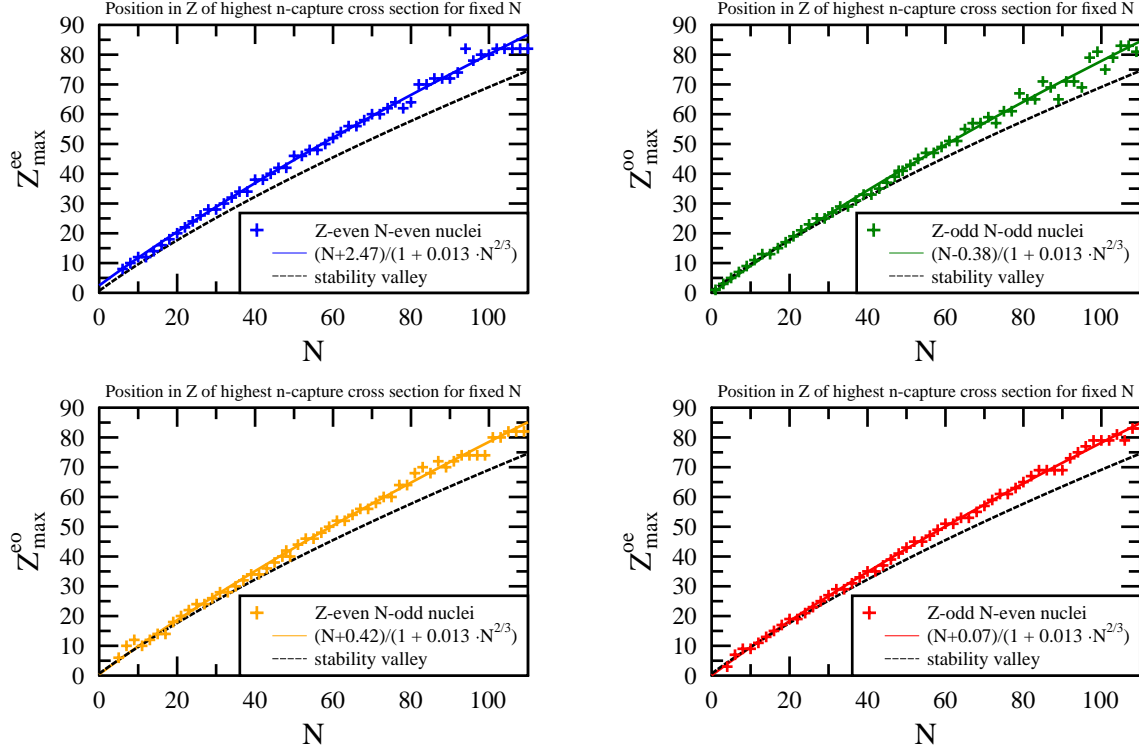 Position in Z of highest n-capture cross section for fixed N
90
80
70
60
50
40
30
20
10
0
Z^ee_max
Z-even N-even nuclei
(N+2.47)/(1 + 0.013 ·N^2/3)
stability valley
0 20 40 60 80 100
N
Position in Z of highest n-capture cross section for fixed N
90
80
70
60
50
40
30
20
10
0
Z^oo_max
Z-odd N-odd nuclei
(N-0.38)/(1 + 0.013 ·N^2/3)
stability valley
0 20 40 60 80 100
N
Position in Z of highest n-capture cross section for fixed N
90
80
70
60
50
40
30
20
10
0
Z^eo_max
Z-even N-odd nuclei
(N+0.42)/(1 + 0.013 ·N^2/3)
stability valley
0 20 40 60 80 100
N
Position in Z of highest n-capture cross section for fixed N
90
80
70
60
50
40
30
20
10
0
Z^oe_max
Z-odd N-even nuclei
(N+0.07)/(1 + 0.013 ·N^2/3)
stability valley
0 20 40 60 80 100
N